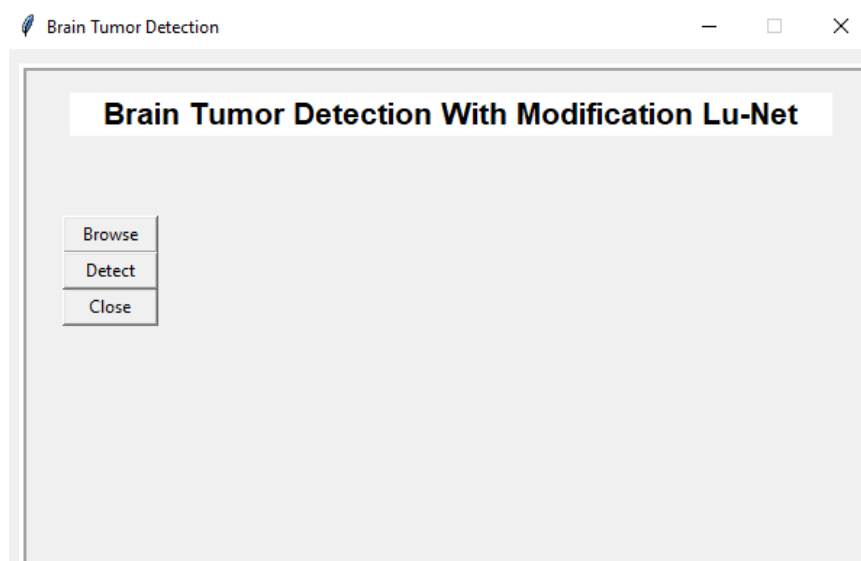 Brain Tumor Detection
Brain Tumor Detection With Modification Lu-Net
Browse
Detect
Close